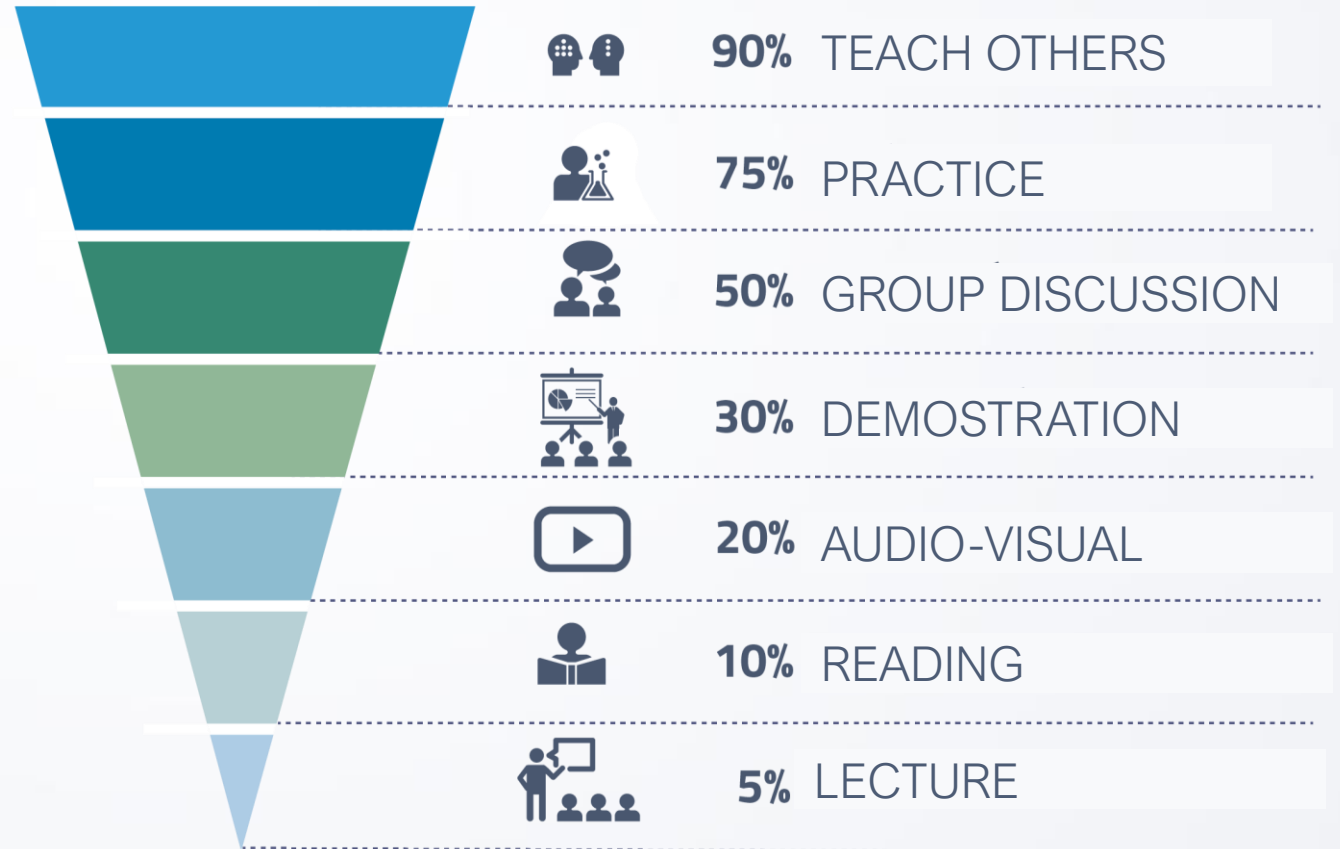 90% TEACH OTHERS
75% PRACTICE
50% GROUP DISCUSSION
30% DEMOSTRATION
20% AUDIO-VISUAL
10% READING
5% LECTURE